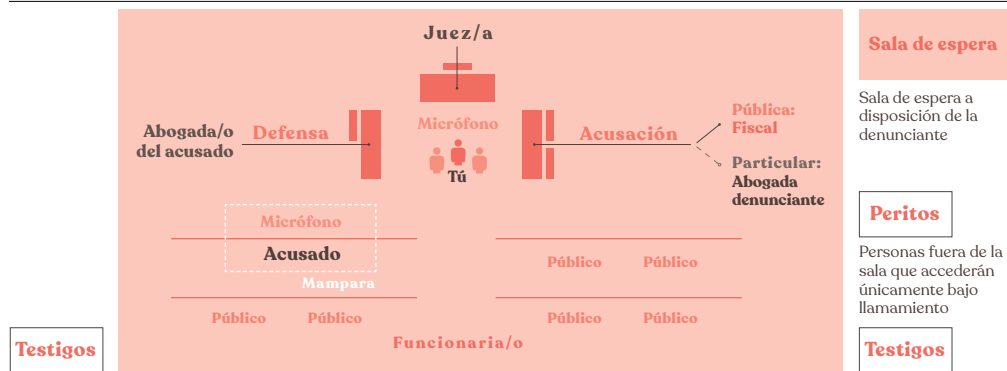 Juez/a
Sala de espera
Sala de espera a
disposición de la
denunciante
Abogada/o
del acusado
Defensa
Micrófono
Tú
Acusación
Pública:
Fiscal
Particular:
Abogada
denunciante
Peritos
Personas fuera de la
sala que accederán
únicamente bajo
llamamiento
Micrófono
Acusado
Mampara
Público Público
Público Público
Público Público
Funcionaria/o
Testigos
Testigos